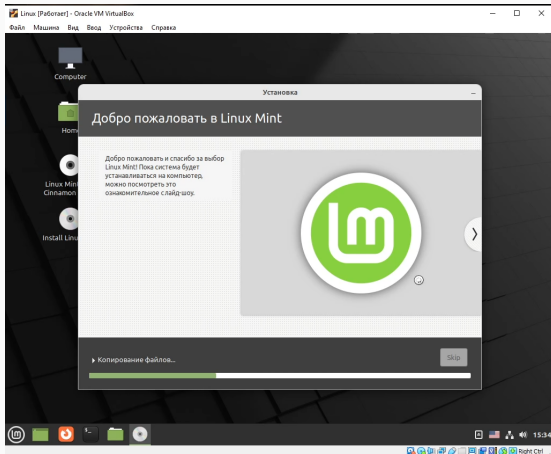 Linux [Работает] - Oracle VM VirtualBox
Файл Машина Вид Ввод Устройства Справка
Computer
Установка
Добро пожаловать в Linux Mint
Home
Добро пожаловать и спасибо за выбор
Linux Mint! Пока система будет
устанавливаться на компьютер,
можно посмотреть это
ознакомительное слайд-шоу.
Linux Min
Cinnamon
Install Linu
Копирование файлов...
Skip
15:34
Right Ctrl